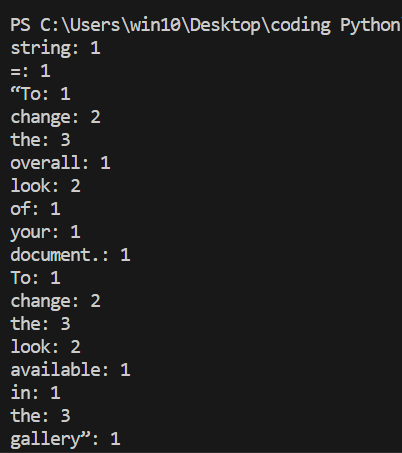 PS C:\Users\win10\Desktop\coding Python
string: 1
=: 1
“To: 1
change: 2
the: 3
overall: 1
look: 2
of: 1
your: 1
document.: 1
To: 1
change: 2
the: 3
look: 2
available: 1
in: 1
the: 3
gallery”: 1